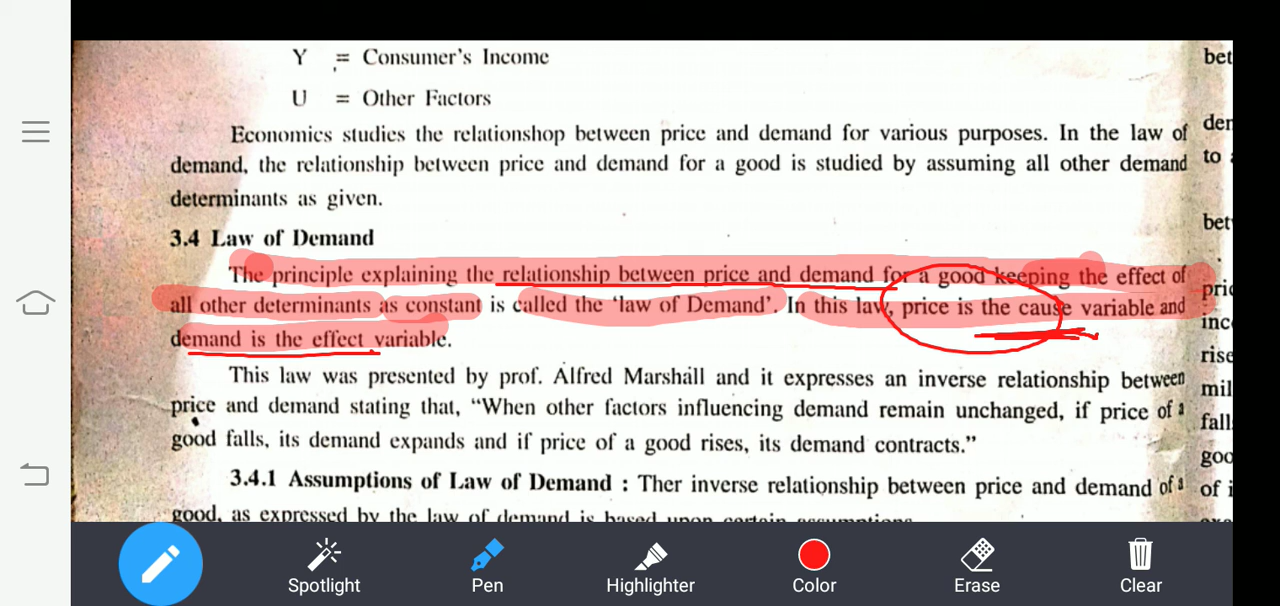 Y = Consumer's Income
bet
U = Other Factors
Economics studies the relationshop between price and demand for various purposes. In the law of
der
demand, the relationship between price and demand for a good is studied by assuming all other demand
to a
determinants as given.
bet
3.4 Law of Demand
The principle explaining the relationship between price and demand for a good keeping the effect of
pric
all other determinants as constant is called the 'law of Demand'. In this law, price is the cause variable and
inc
demand is the effect variable.
rise
This law was presented by prof. Alfred Marshall and it expresses an inverse relationship between
mil
price and demand stating that, "When other factors influencing demand remain unchanged, if price of a
fall
good falls, its demand expands and if price of a good rises, its demand contracts."
goo
3.4.1 Assumptions of Law of Demand : Ther inverse relationship between price and demand of a
of i
good, as expressed by the law of demand is based upon certain assumptions
Spotlight
Pen
Highlighter
Color
Erase
Clear